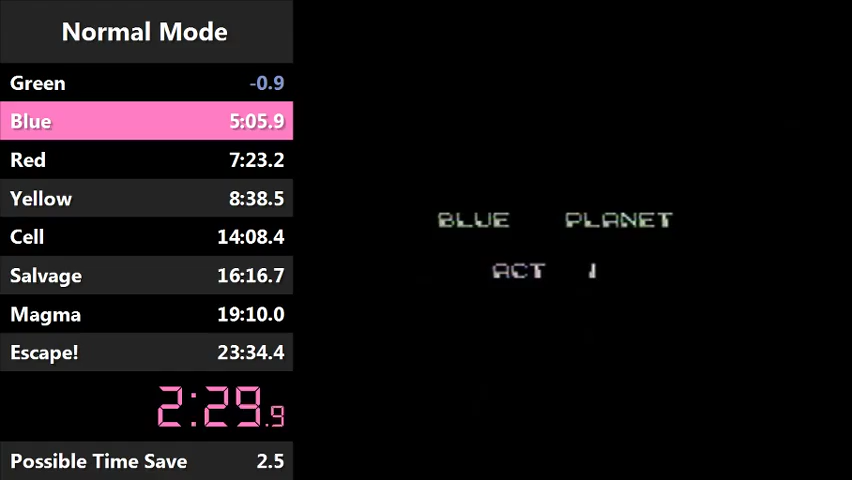 Normal Mode
Green -0.9
Blue 5:05.9
Red 7:23.2
Yellow 8:38.5
Cell 14:08.4
Salvage 16:16.7
Magma 19:10.0
Escape! 23:34.4
2:29.9
Possible Time Save 2.5
BLUE PLANET
ACT 1